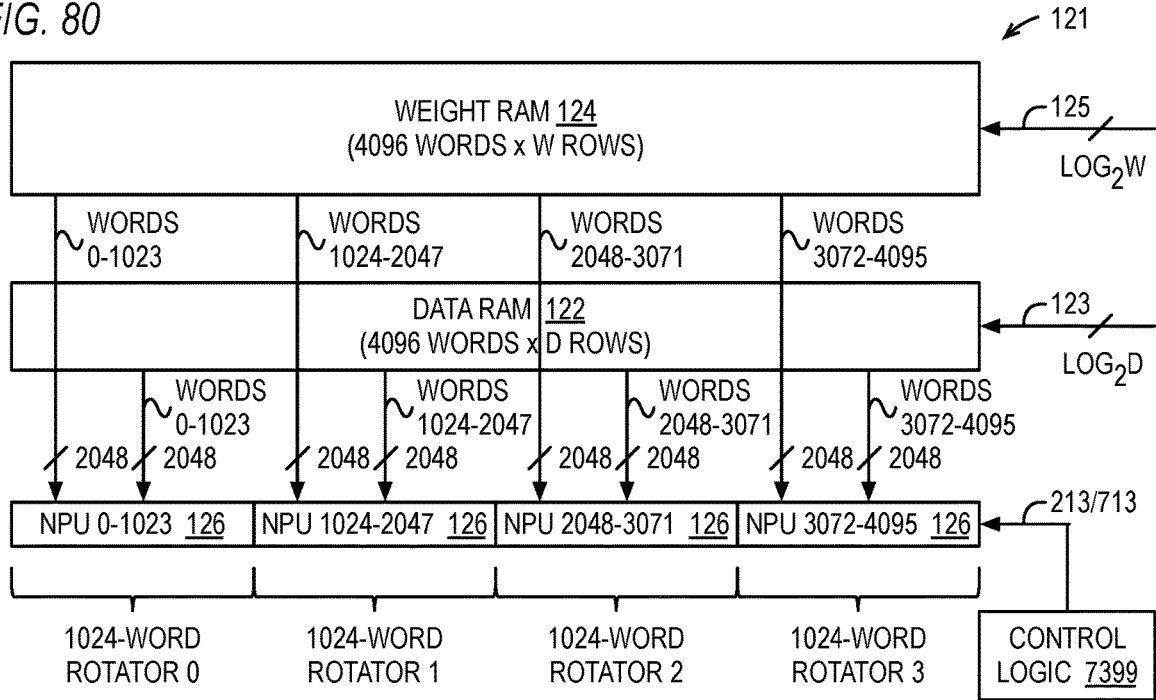 FIG. 80
121
WEIGHT RAM 124
(4096 WORDS x W ROWS)
125
LOG2W
WORDS
0-1023
WORDS
1024-2047
WORDS
2048-3071
WORDS
3072-4095
DATA RAM 122
(4096 WORDS x D ROWS)
123
LOG2D
WORDS
0-1023
WORDS
1024-2047
WORDS
2048-3071
WORDS
3072-4095
2048 2048 2048 2048 2048 2048 2048 2048
NPU 0-1023 126 NPU 1024-2047 126 NPU 2048-3071 126 NPU 3072-4095 126
213/713
1024-WORD
ROTATOR 0
1024-WORD
ROTATOR 1
1024-WORD
ROTATOR 2
1024-WORD
ROTATOR 3
CONTROL
LOGIC 7399